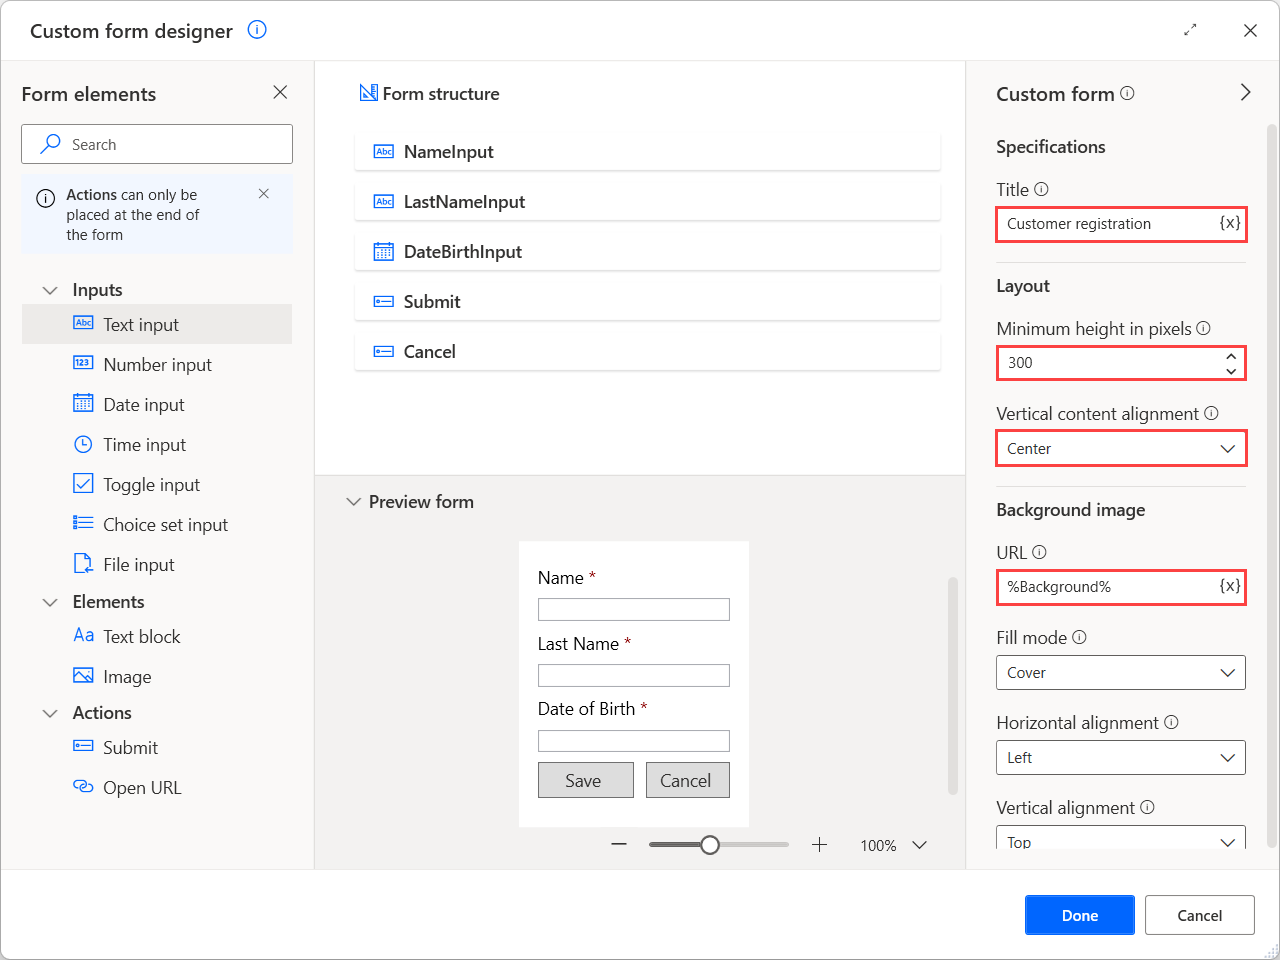 Custom form designer
Form elements
Search
Actions can only be
placed at the end of
the form
Inputs
Abc Text input
123 Number input
Date input
Time input
Toggle input
Choice set input
File input
Elements
Aa Text block
Image
Actions
Submit
Open URL
Form structure
Abc NameInput
Abc LastNameInput
DateBirthInput
Submit
Cancel
Preview form
Name *
Last Name *
Date of Birth *
Save Cancel
100%
Custom form
Specifications
Title
Customer registration {x}
Layout
Minimum height in pixels
300
Vertical content alignment
Center
Background image
URL
%Background% {x}
Fill mode
Cover
Horizontal alignment
Left
Vertical alignment
Top
Done Cancel